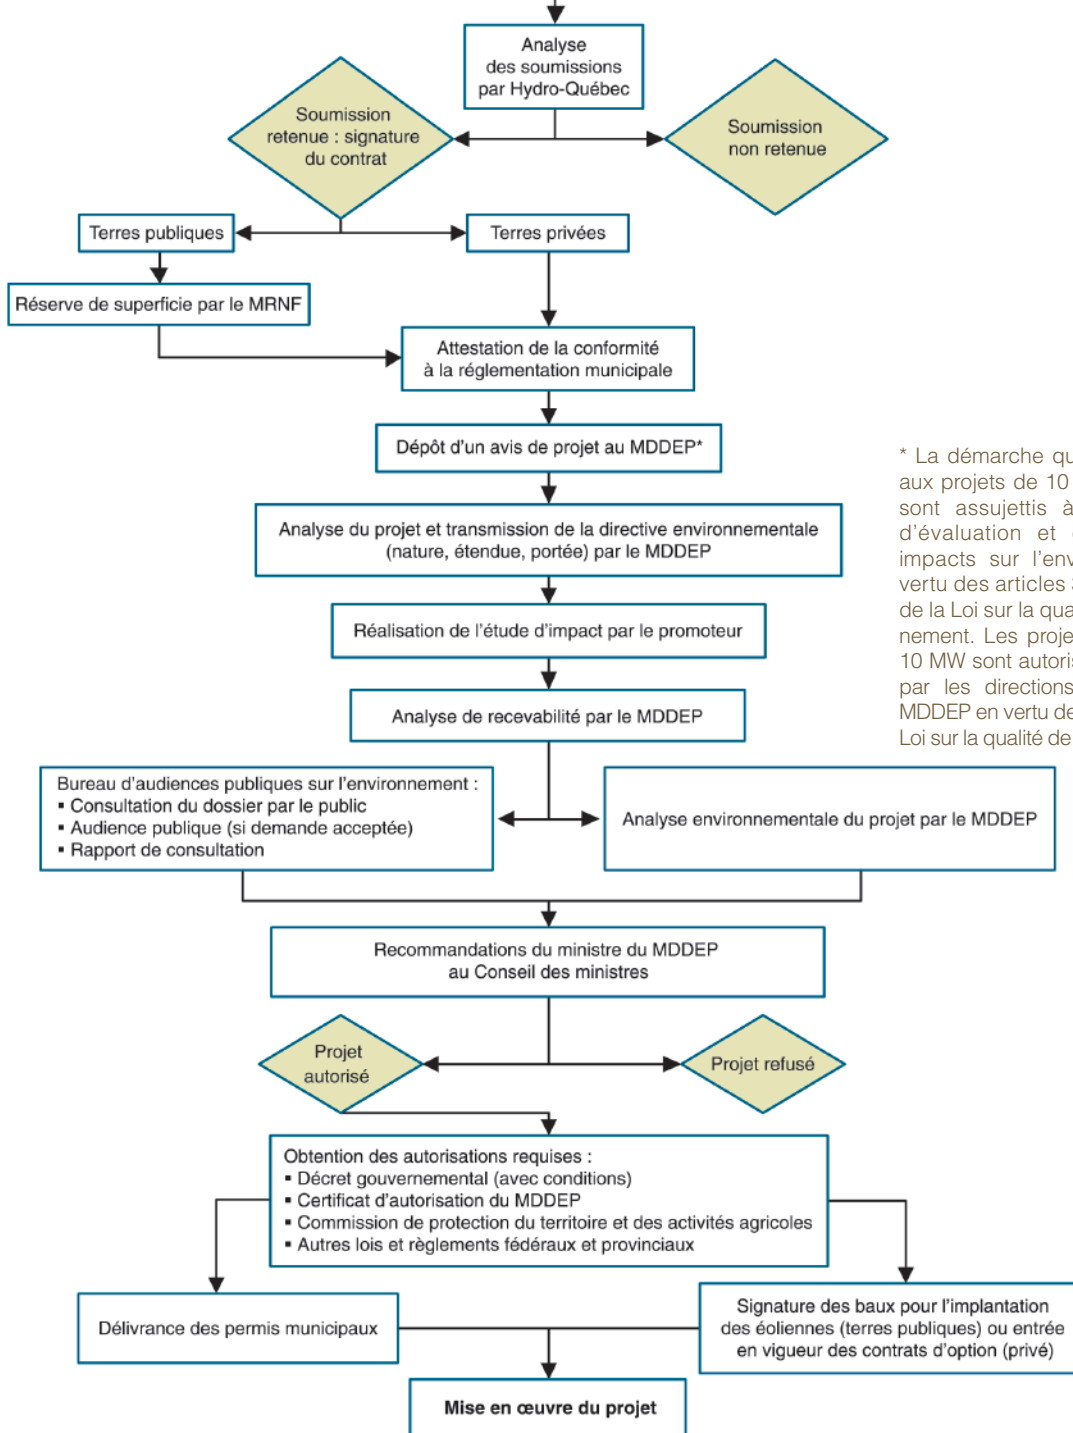 Analyse
des soumissions
par Hydro-Québec
Soumission
retenue : signature
du contrat
Soumission
non retenue
Terres publiques
Terres privées
Réserve de superficie par le MRNF
Attestation de la conformité
à la réglementation municipale
Dépôt d’un avis de projet au MDDEP*
Analyse du projet et transmission de la directive environnementale
(nature, étendue, portée) par le MDDEP
Réalisation de l’étude d’impact par le promoteur
Analyse de recevabilité par le MDDEP
* La démarche qu
aux projets de 10
sont assujettis à
d’évaluation et
impacts sur l’env
vertu des articles
de la Loi sur la qua
nement. Les proje
10 MW sont autoris
par les directions
MDDEP en vertu de
Loi sur la qualité de
Bureau d’audiences publiques sur l’environnement :
▪ Consultation du dossier par le public
▪ Audience publique (si demande acceptée)
▪ Rapport de consultation
Analyse environnementale du projet par le MDDEP
Recommandations du ministre du MDDEP
au Conseil des ministres
Projet
autorisé
Projet refusé
Obtention des autorisations requises :
▪ Décret gouvernemental (avec conditions)
▪ Certificat d’autorisation du MDDEP
▪ Commission de protection du territoire et des activités agricoles
▪ Autres lois et règlements fédéraux et provinciaux
Délivrance des permis municipaux
Signature des baux pour l’implantation
des éoliennes (terres publiques) ou entrée
en vigueur des contrats d’option (privé)
Mise en œuvre du projet